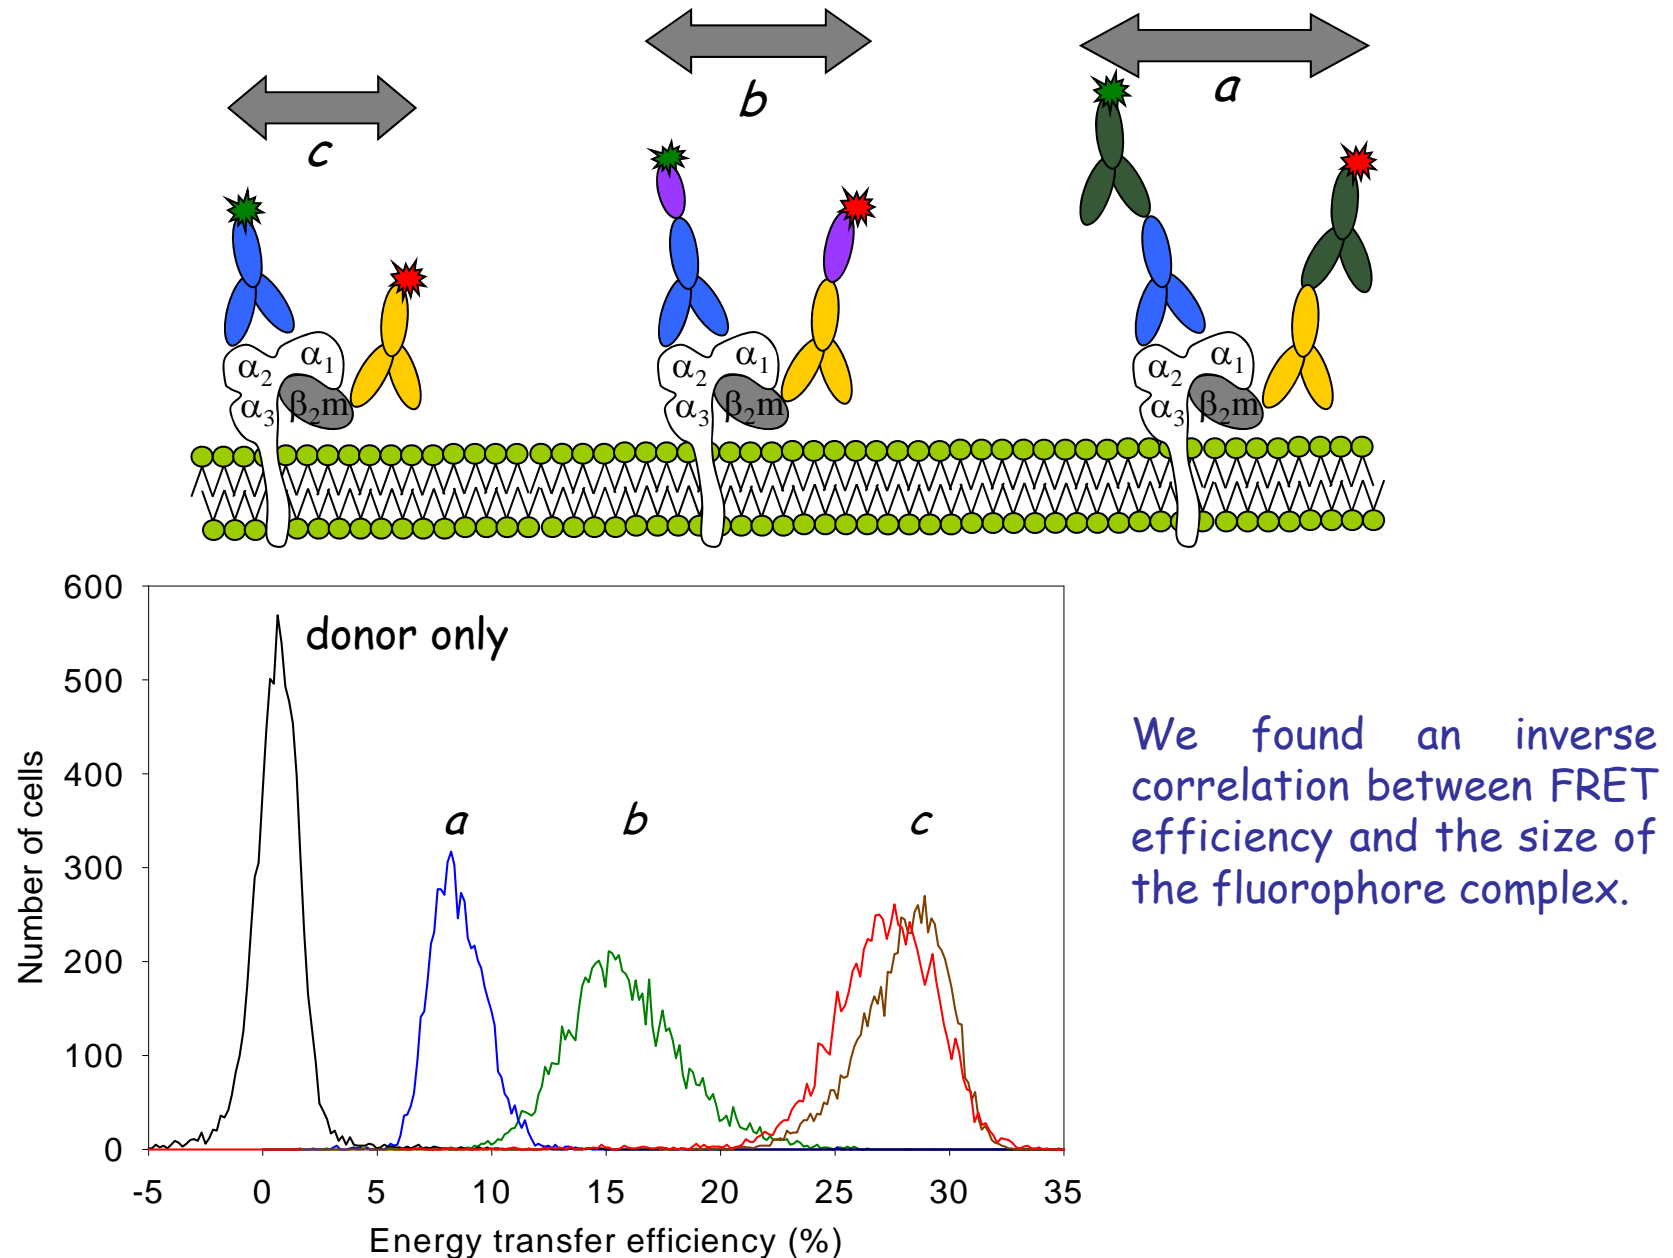 c
b
a
α2 α1
α3 β2m
α2 α1
α3 β2m
α2 α1
α3 β2m
600
500
400
300
200
100
0
Number of cells
donor only
a b c
-5 0 5 10 15 20 25 30 35
Energy transfer efficiency (%)
We found an inverse
correlation between FRET
efficiency and the size of
the fluorophore complex.